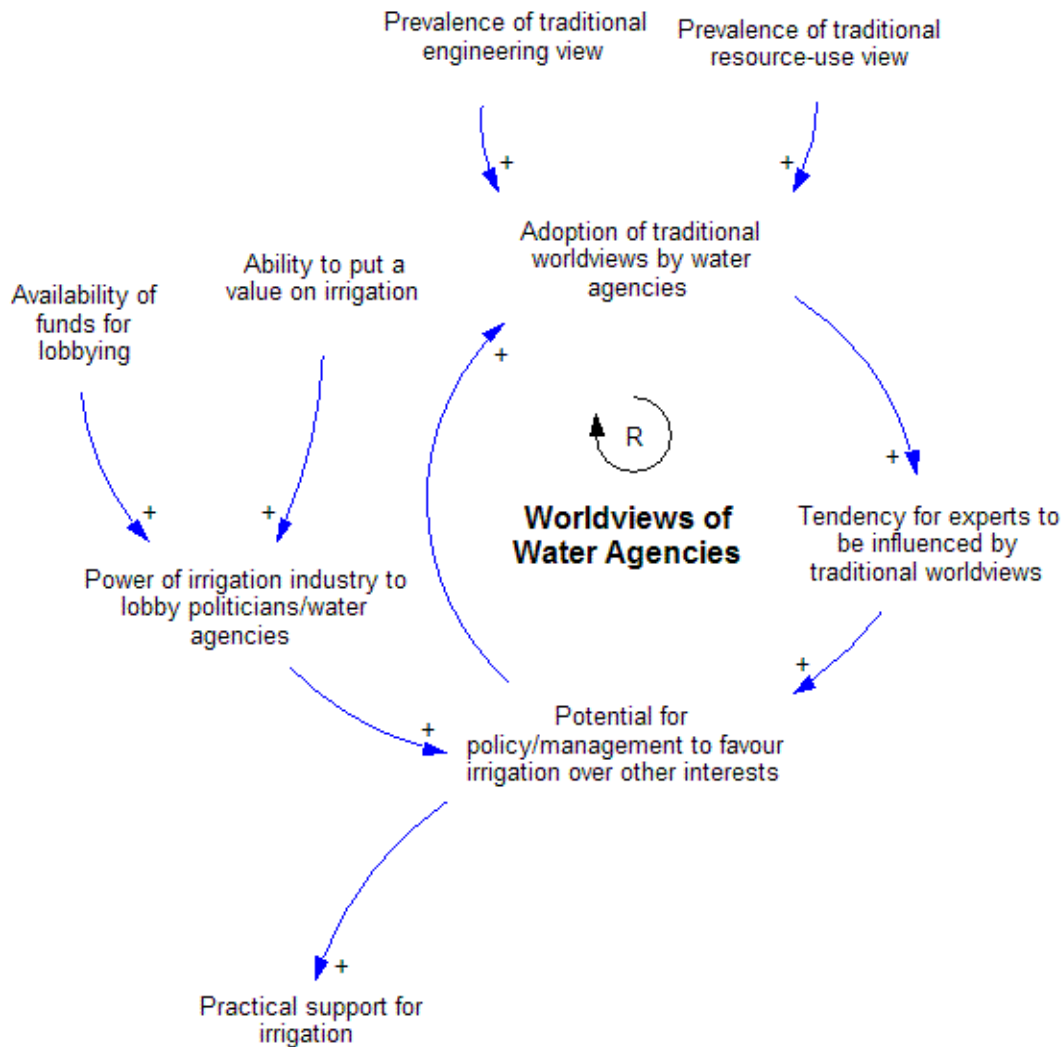 Prevalence of traditional
engineering view
Prevalence of traditional
resource-use view
+
+
Adoption of traditional
worldviews by water
agencies
Ability to put a
value on irrigation
Availability of
funds for
lobbying
+
R
+
Worldviews of
Water Agencies
+
+
Tendency for experts to
be influenced by
traditional worldviews
Power of irrigation industry to
lobby politicians/water
agencies
+
+
Potential for
policy/management to favour
irrigation over other interests
+
Practical support for
irrigation